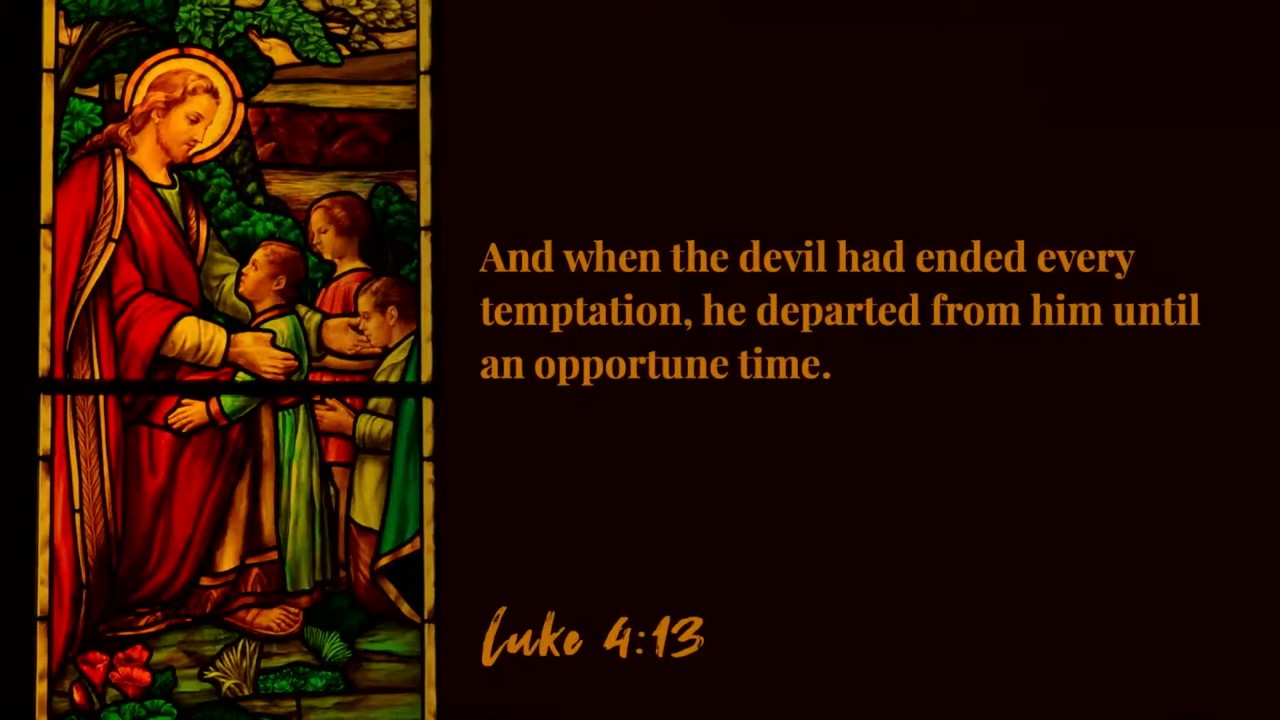 And when the devil had ended every
temptation, he departed from him until
an opportune time.
Luke 4:13